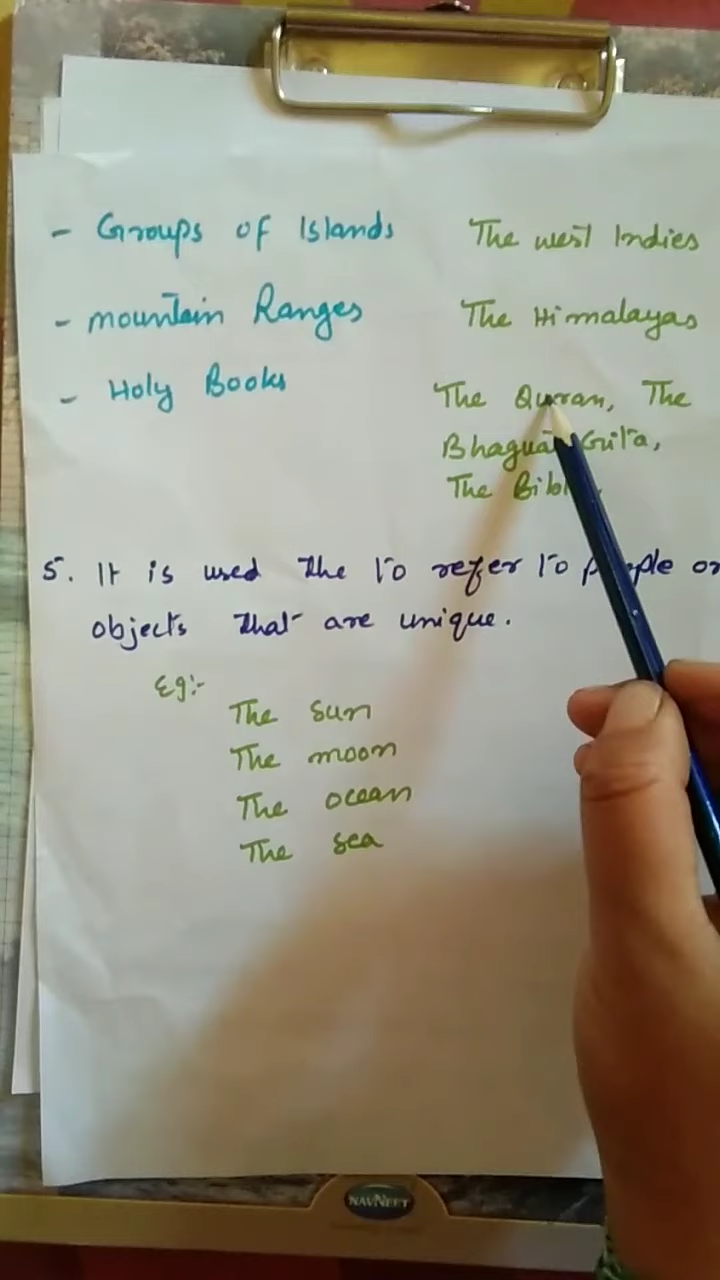 - Groups of Islands The west Indies
- mountain Ranges The Himalayas
- Holy Books The Quran, The
Bhagvat Gita,
The Bible.
5. It is used the to refer to people or
objects that are unique.
Eg:-
The Sun
The moon
The ocean
The sea
NAVNEET